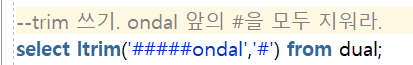 --trim 쓰기. ondal 앞의 #을 모두 지워라.
select ltrim('#####ondal','#') from dual;